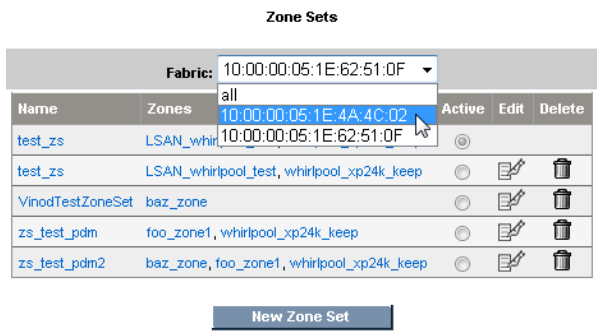 Zone Sets
Fabric: 10:00:00:05:1E:62:51:0F
all
10:00:00:05:1E:4A:4C:02
10:00:00:05:1E:62:51:0F
Name Zones Active Edit Delete
test_zs LSAN_whirl
test_zs LSAN_whirlpool_test, whirlpool_xp24k_keep
VinodTestZoneSet baz_zone
zs_test_pdm foo_zone1, whirlpool_xp24k_keep
zs_test_pdm2 baz_zone, foo_zone1, whirlpool_xp24k_keep
New Zone Set